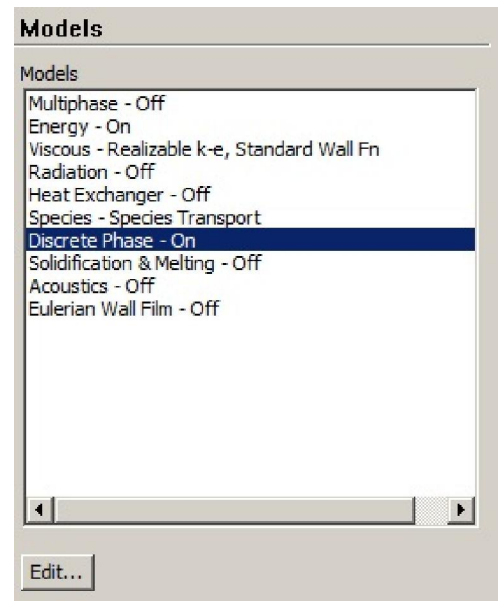 Models
Models
Multiphase - Off
Energy - On
Viscous - Realizable k-e, Standard Wall Fn
Radiation - Off
Heat Exchanger - Off
Species - Species Transport
Discrete Phase - On
Solidification & Melting - Off
Acoustics - Off
Eulerian Wall Film - Off
Edit...